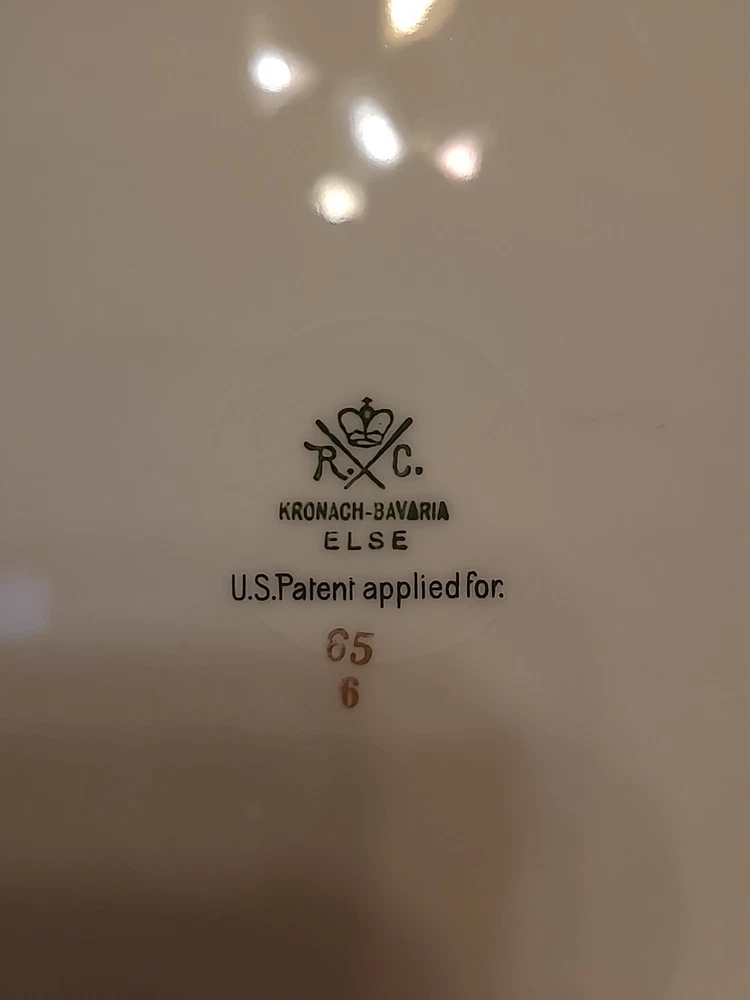 R. C.
KRONACH-BAVARIA
ELSE
U.S.Patent applied for.
65
6